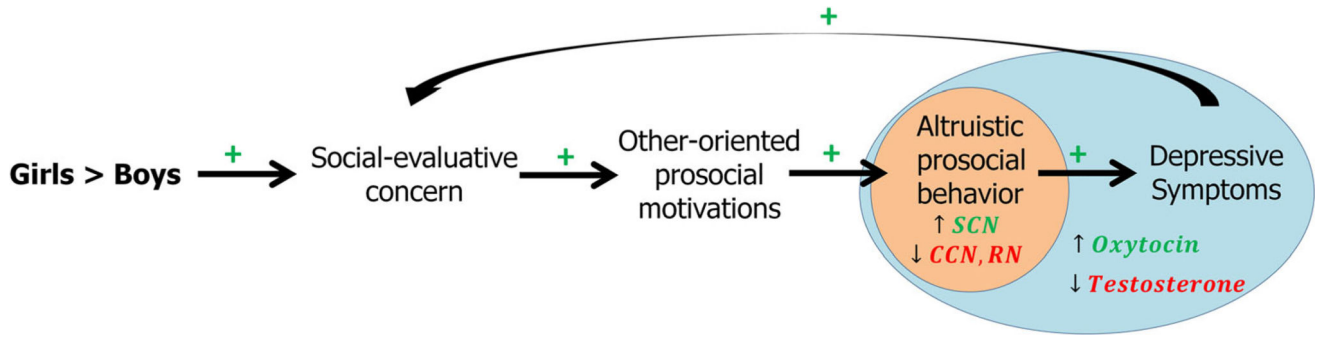 +
Girls > Boys
+
Social-evaluative
concern
+
Other-oriented
prosocial
motivations
+
Altruistic
prosocial
behavior
↑ SCN
↓ CCN, RN
+
Depressive
Symptoms
↑ Oxytocin
↓ Testosterone